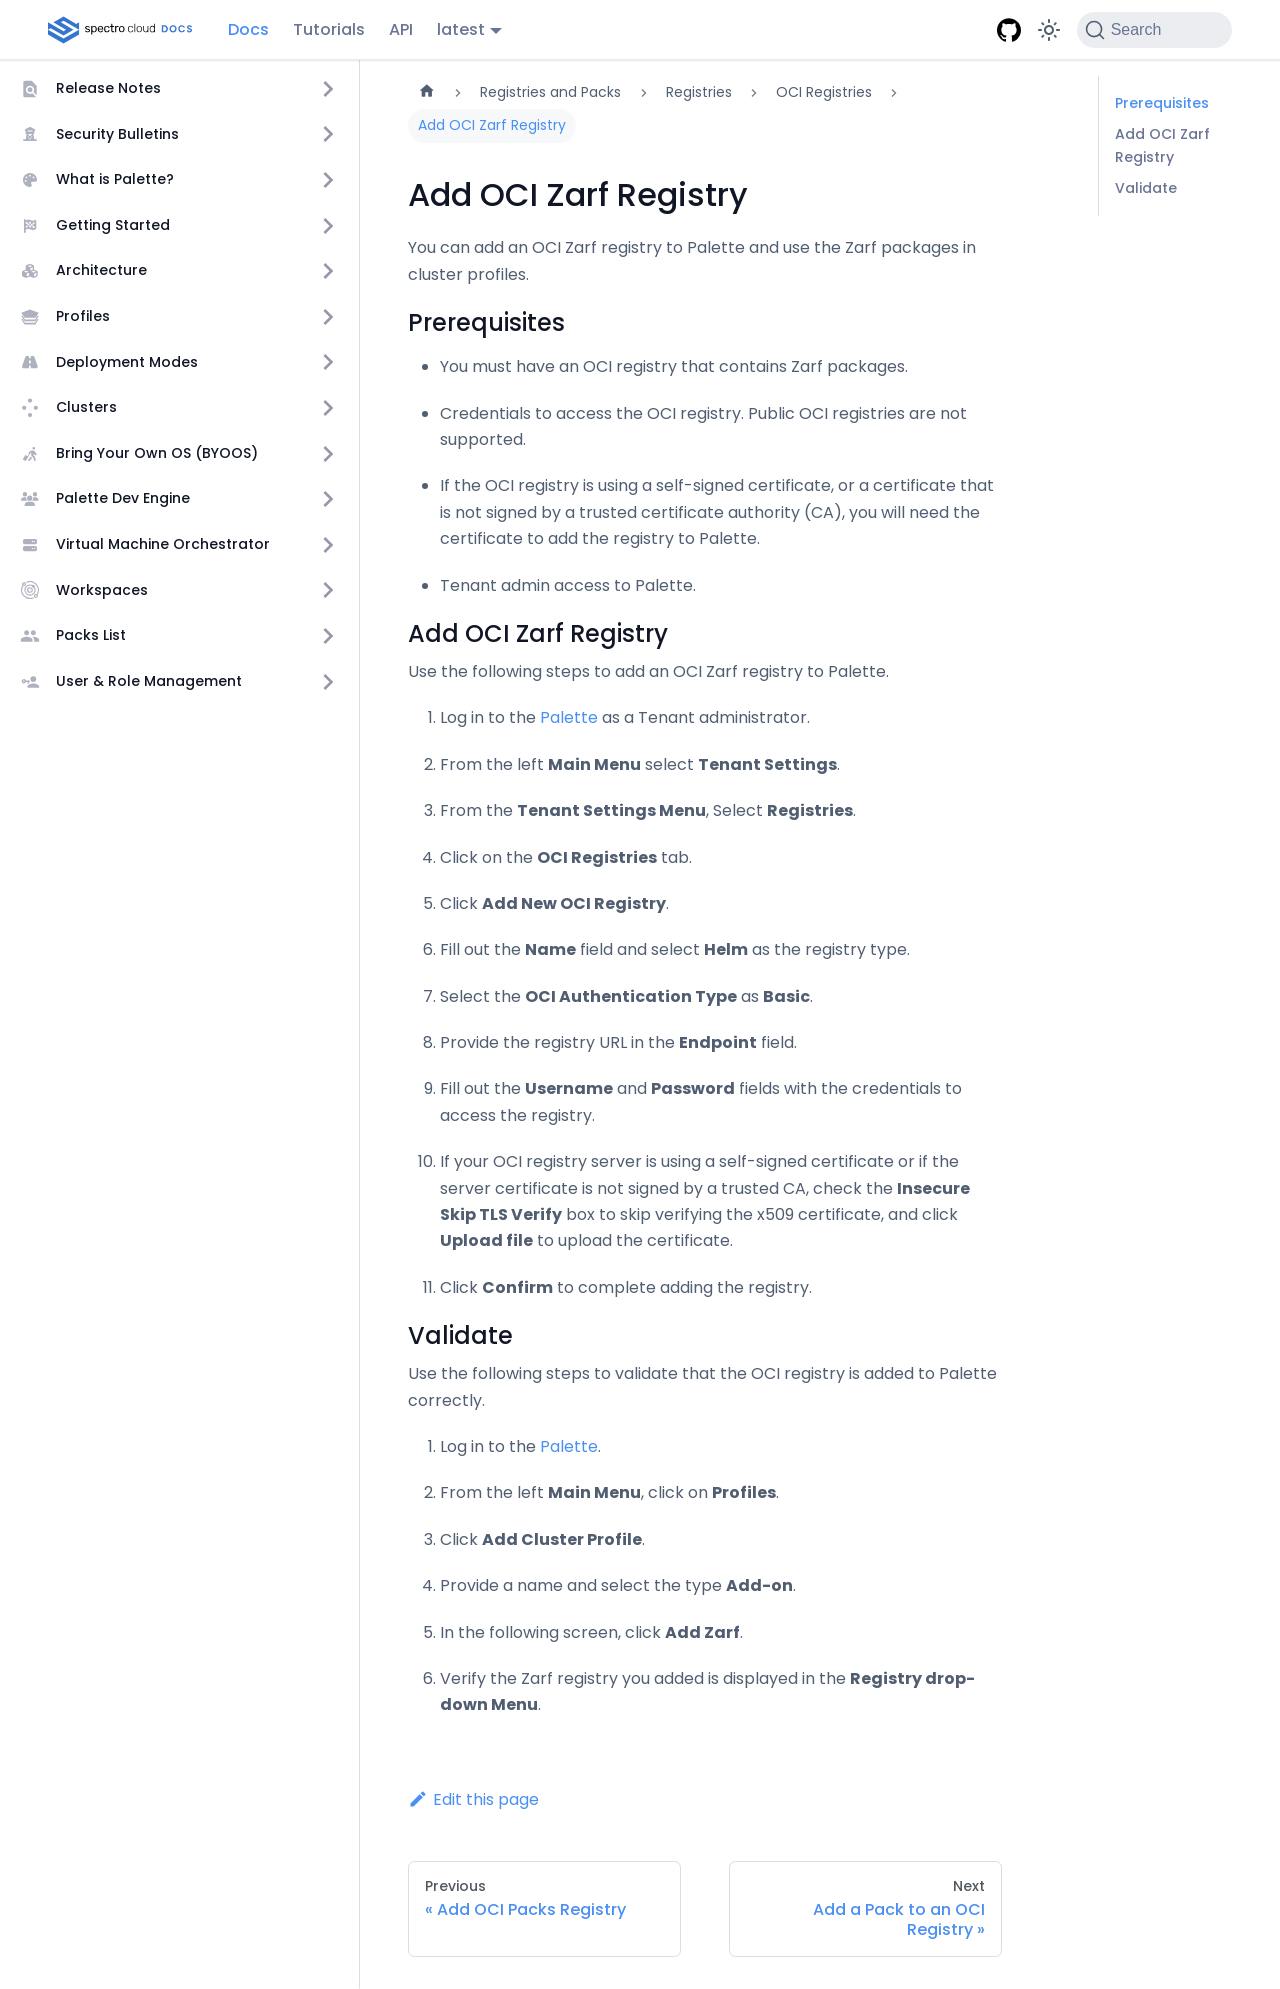 spectro cloud DOCS
Docs
Tutorials
API
latest
Search
Release Notes
Security Bulletins
What is Palette?
Getting Started
Architecture
Profiles
Deployment Modes
Clusters
Bring Your Own OS (BYOOS)
Palette Dev Engine
Virtual Machine Orchestrator
Workspaces
Packs List
User & Role Management
Registries and Packs
Registries
OCI Registries
Add OCI Zarf Registry
Add OCI Zarf Registry
You can add an OCI Zarf registry to Palette and use the Zarf packages in
cluster profiles.
Prerequisites
You must have an OCI registry that contains Zarf packages.
Credentials to access the OCI registry. Public OCI registries are not
supported.
If the OCI registry is using a self-signed certificate, or a certificate that
is not signed by a trusted certificate authority (CA), you will need the
certificate to add the registry to Palette.
Tenant admin access to Palette.
Add OCI Zarf Registry
Use the following steps to add an OCI Zarf registry to Palette.
1. Log in to the Palette as a Tenant administrator.
2. From the left Main Menu select Tenant Settings.
3. From the Tenant Settings Menu, Select Registries.
4. Click on the OCI Registries tab.
5. Click Add New OCI Registry.
6. Fill out the Name field and select Helm as the registry type.
7. Select the OCI Authentication Type as Basic.
8. Provide the registry URL in the Endpoint field.
9. Fill out the Username and Password fields with the credentials to
access the registry.
10. If your OCI registry server is using a self-signed certificate or if the
server certificate is not signed by a trusted CA, check the Insecure
Skip TLS Verify box to skip verifying the x509 certificate, and click
Upload file to upload the certificate.
11. Click Confirm to complete adding the registry.
Validate
Use the following steps to validate that the OCI registry is added to Palette
correctly.
1. Log in to the Palette.
2. From the left Main Menu, click on Profiles.
3. Click Add Cluster Profile.
4. Provide a name and select the type Add-on.
5. In the following screen, click Add Zarf.
6. Verify the Zarf registry you added is displayed in the Registry drop-
down Menu.
Edit this page
Previous
« Add OCI Packs Registry
Next
Add a Pack to an OCI
Registry »
Prerequisites
Add OCI Zarf
Registry
Validate